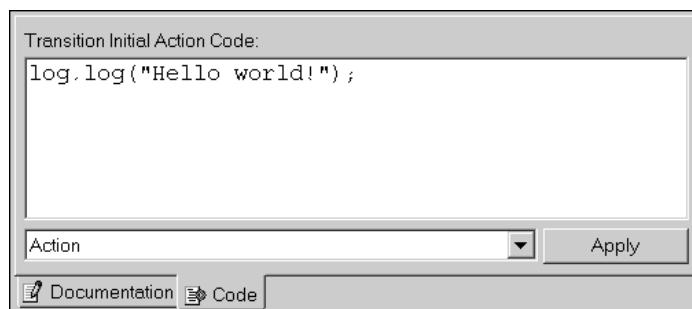 Transition Initial Action Code:
log.log("Hello world!");
Action
Apply
Documentation
Code